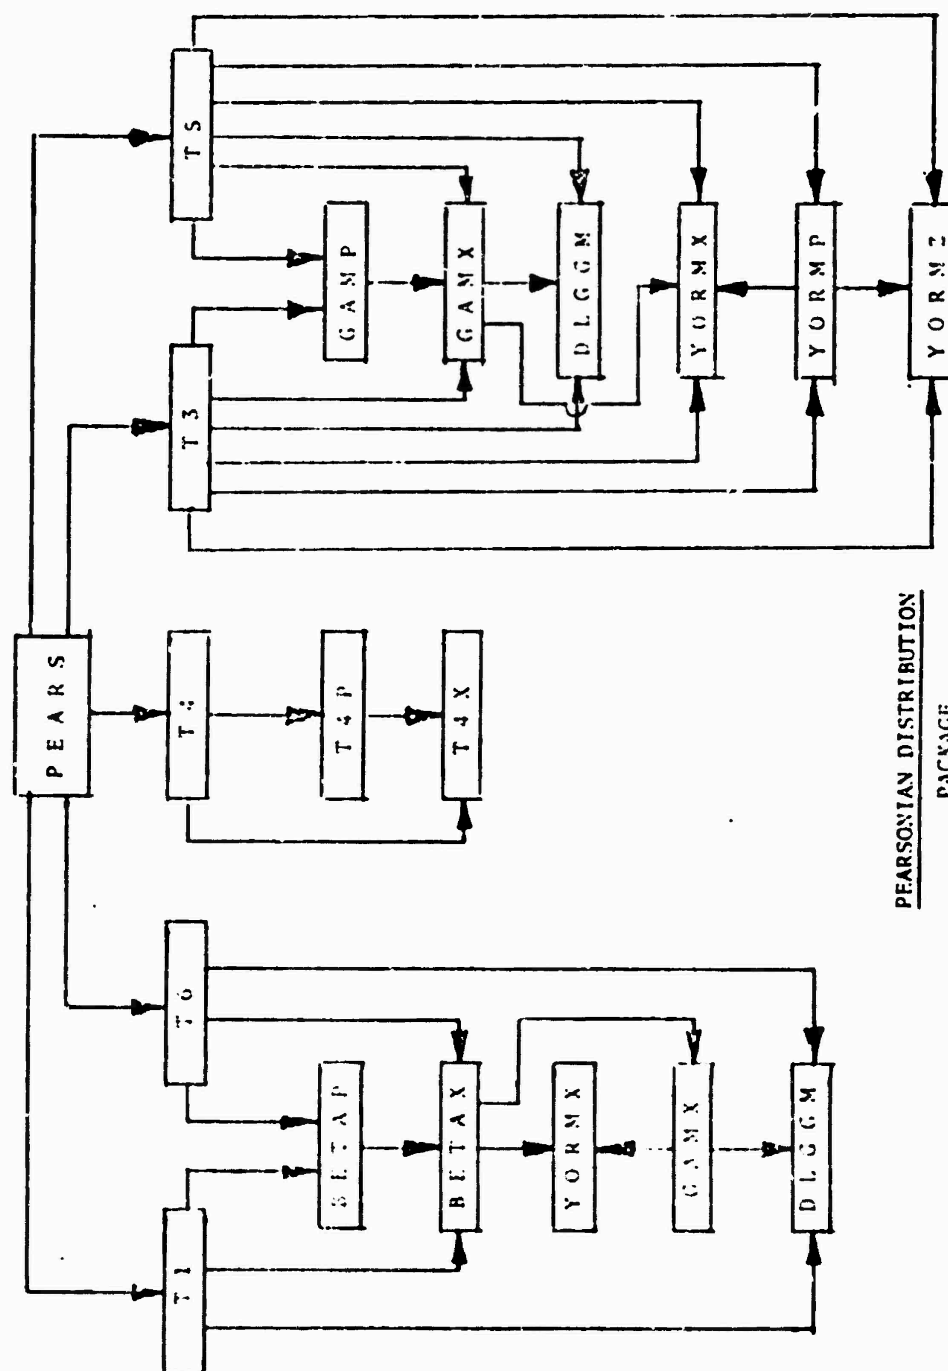 PEARS
T1
T6
T4
T3
T5
BETAP
T4P
GAMP
BETAX
T4X
GAMX
YORMX
DLGGM
GAMX
YORMX
DLGGM
YORMP
YORMZ
PEARSONIAN DISTRIBUTION
PACKAGE